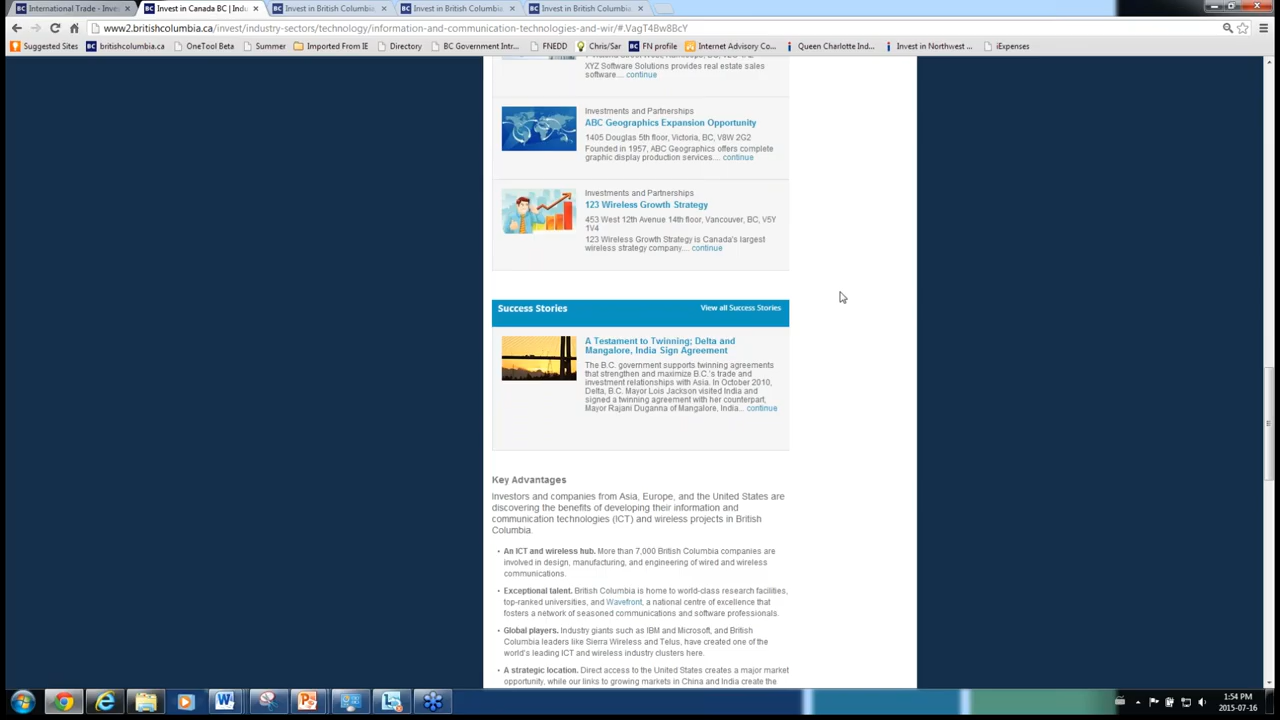 International Trade - Inves
Invest in Canada BC | Indu
Invest in British Columbia
Invest in British Columbia
Invest in British Columbia
www2.britishcolumbia.ca/invest/industry-sectors/technology/information-and-communication-technologies-and-wir/#.VagT4Bw8BcY
Suggested Sites
britishcolumbia.ca
OneTool Beta
Summer
Imported From IE
Directory
BC Government Intr...
FNEDD
Chris/Sar
FN profile
Internet Advisory Co...
Queen Charlotte Ind...
Invest in Northwest ...
iExpenses
XYZ Software Solutions provides real estate sales
software.... continue
Investments and Partnerships
ABC Geographics Expansion Opportunity
1405 Douglas 5th floor, Victoria, BC, V8W 2G2
Founded in 1957, ABC Geographics offers complete
graphic display production services.... continue
Investments and Partnerships
123 Wireless Growth Strategy
453 West 12th Avenue 14th floor, Vancouver, BC, V5Y
1V4
123 Wireless Growth Strategy is Canada's largest
wireless strategy company.... continue
Success Stories
View all Success Stories
A Testament to Twinning; Delta and
Mangalore, India Sign Agreement
The B.C. government supports twinning agreements
that strengthen and maximize B.C.'s trade and
investment relationships with Asia. In October 2010,
Delta, B.C. Mayor Lois Jackson visited India and
signed a twinning agreement with her counterpart,
Mayor Rajani Duganna of Mangalore, India... continue
Key Advantages
Investors and companies from Asia, Europe, and the United States are
discovering the benefits of developing their information and
communication technologies (ICT) and wireless projects in British
Columbia.
• An ICT and wireless hub. More than 7,000 British Columbia companies are
involved in design, manufacturing, and engineering of wired and wireless
communications.
• Exceptional talent. British Columbia is home to world-class research facilities,
top-ranked universities, and Wavefront, a national centre of excellence that
fosters a network of seasoned communications and software professionals.
• Global players. Industry giants such as IBM and Microsoft, and British
Columbia leaders like Sierra Wireless and Telus, have created one of the
world's leading ICT and wireless industry clusters here.
• A strategic location. Direct access to the United States creates a major market
opportunity, while our links to growing markets in China and India create the
1:54 PM
2015-07-16